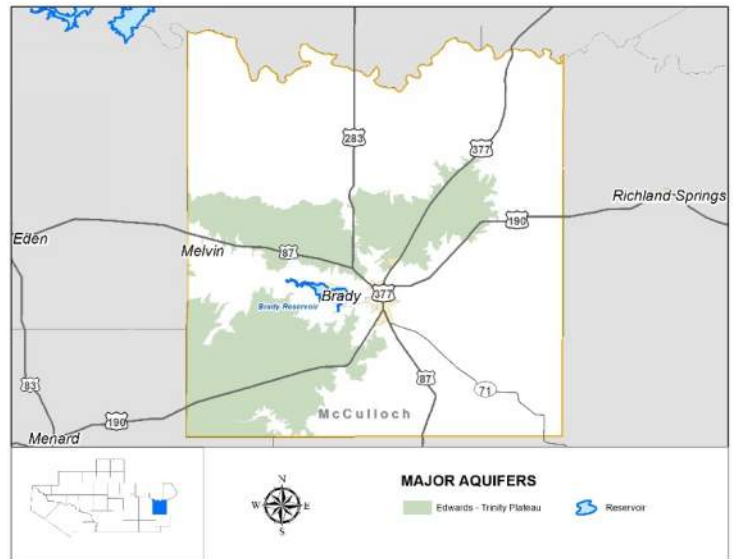 283
377
Richland Springs
190
Eden
Melvin
87
Brady
377
Brady Reservoir
83
87
71
190
McCulloch
Menard
N
W E
S
MAJOR AQUIFERS
Edwards - Trinity Plateau
Reservoir